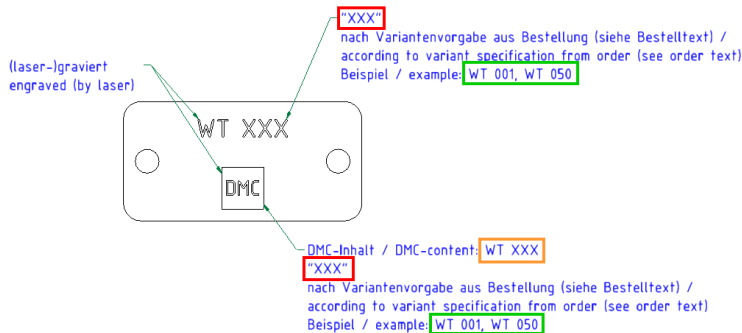 "XXX"
nach Variantenvorgabe aus Bestellung (siehe Bestelltext) /
according to variant specification from order (see order text)
Beispiel / example: WT 001, WT 050
(laser-)graviert
engraved (by laser)
WT XXX
DMC
DMC-Inhalt / DMC-content: WT XXX
"XXX"
nach Variantenvorgabe aus Bestellung (siehe Bestelltext) /
according to variant specification from order (see order text)
Beispiel / example: WT 001, WT 050